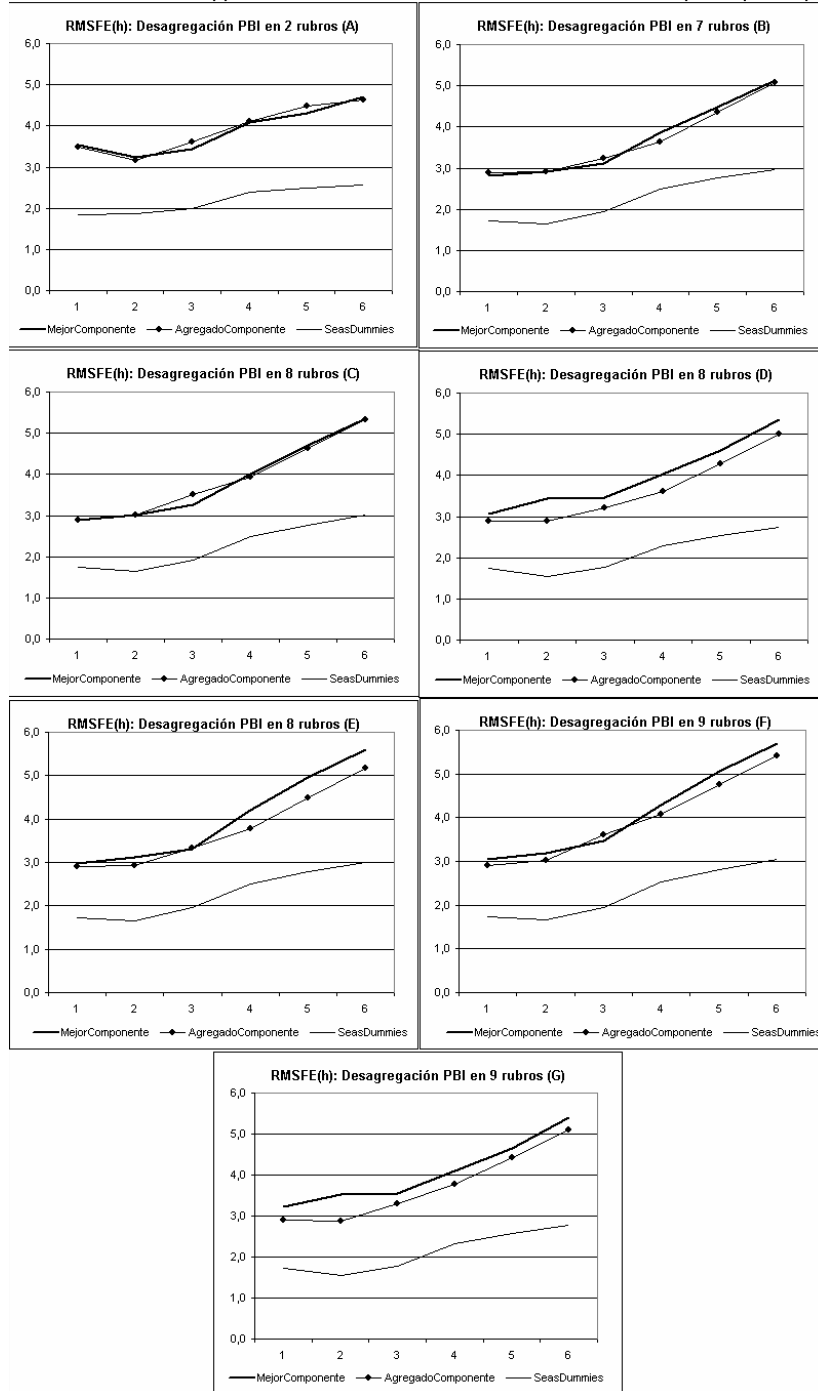 RMSFE(h): Desagregación PBI en 2 rubros (A)
6,0
5,0
4,0
3,0
2,0
1,0
0,0
1 2 3 4 5 6
MejorComponente AgregadoComponente SeasDummies
RMSFE(h): Desagregación PBI en 7 rubros (B)
6,0
5,0
4,0
3,0
2,0
1,0
0,0
1 2 3 4 5 6
MejorComponente AgregadoComponente SeasDummies
RMSFE(h): Desagregación PBI en 8 rubros (C)
6,0
5,0
4,0
3,0
2,0
1,0
0,0
1 2 3 4 5 6
MejorComponente AgregadoComponente SeasDummies
RMSFE(h): Desagregación PBI en 8 rubros (D)
6,0
5,0
4,0
3,0
2,0
1,0
0,0
1 2 3 4 5 6
MejorComponente AgregadoComponente SeasDummies
RMSFE(h): Desagregación PBI en 8 rubros (E)
6,0
5,0
4,0
3,0
2,0
1,0
0,0
1 2 3 4 5 6
MejorComponente AgregadoComponente SeasDummies
RMSFE(h): Desagregación PBI en 9 rubros (F)
6,0
5,0
4,0
3,0
2,0
1,0
0,0
1 2 3 4 5 6
MejorComponente AgregadoComponente SeasDummies
RMSFE(h): Desagregación PBI en 9 rubros (G)
6,0
5,0
4,0
3,0
2,0
1,0
0,0
1 2 3 4 5 6
MejorComponente AgregadoComponente SeasDummies